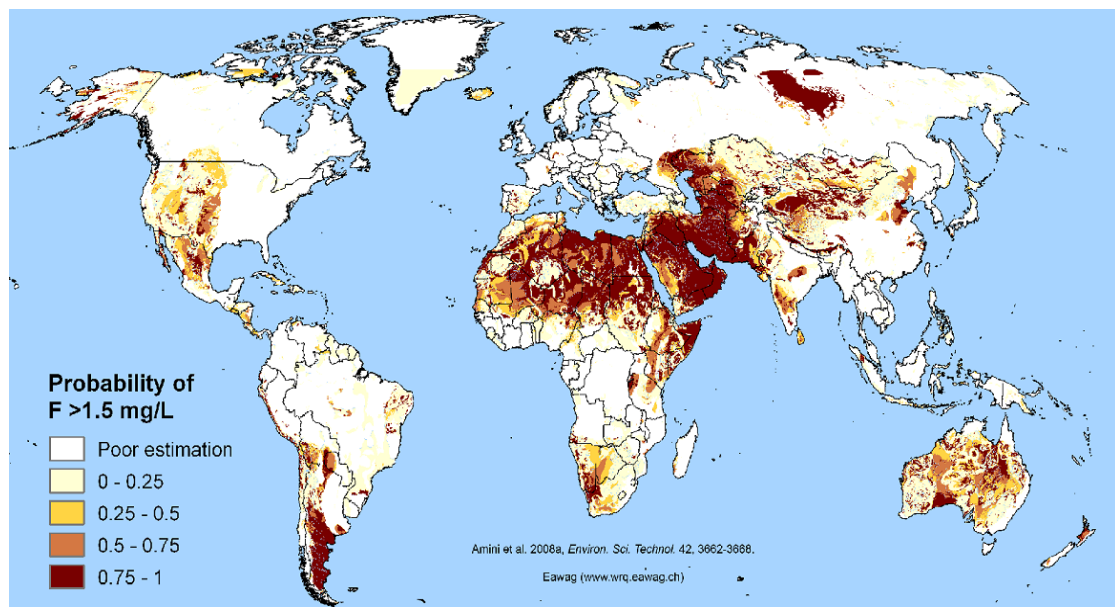 Probability of
F >1.5 mg/L
Poor estimation
0 - 0.25
0.25 - 0.5
0.5 - 0.75
0.75 - 1
Amini et al. 2008a, Environ. Sci. Technol. 42, 3662-3668.
Eawag (www.wrq.eawag.ch)